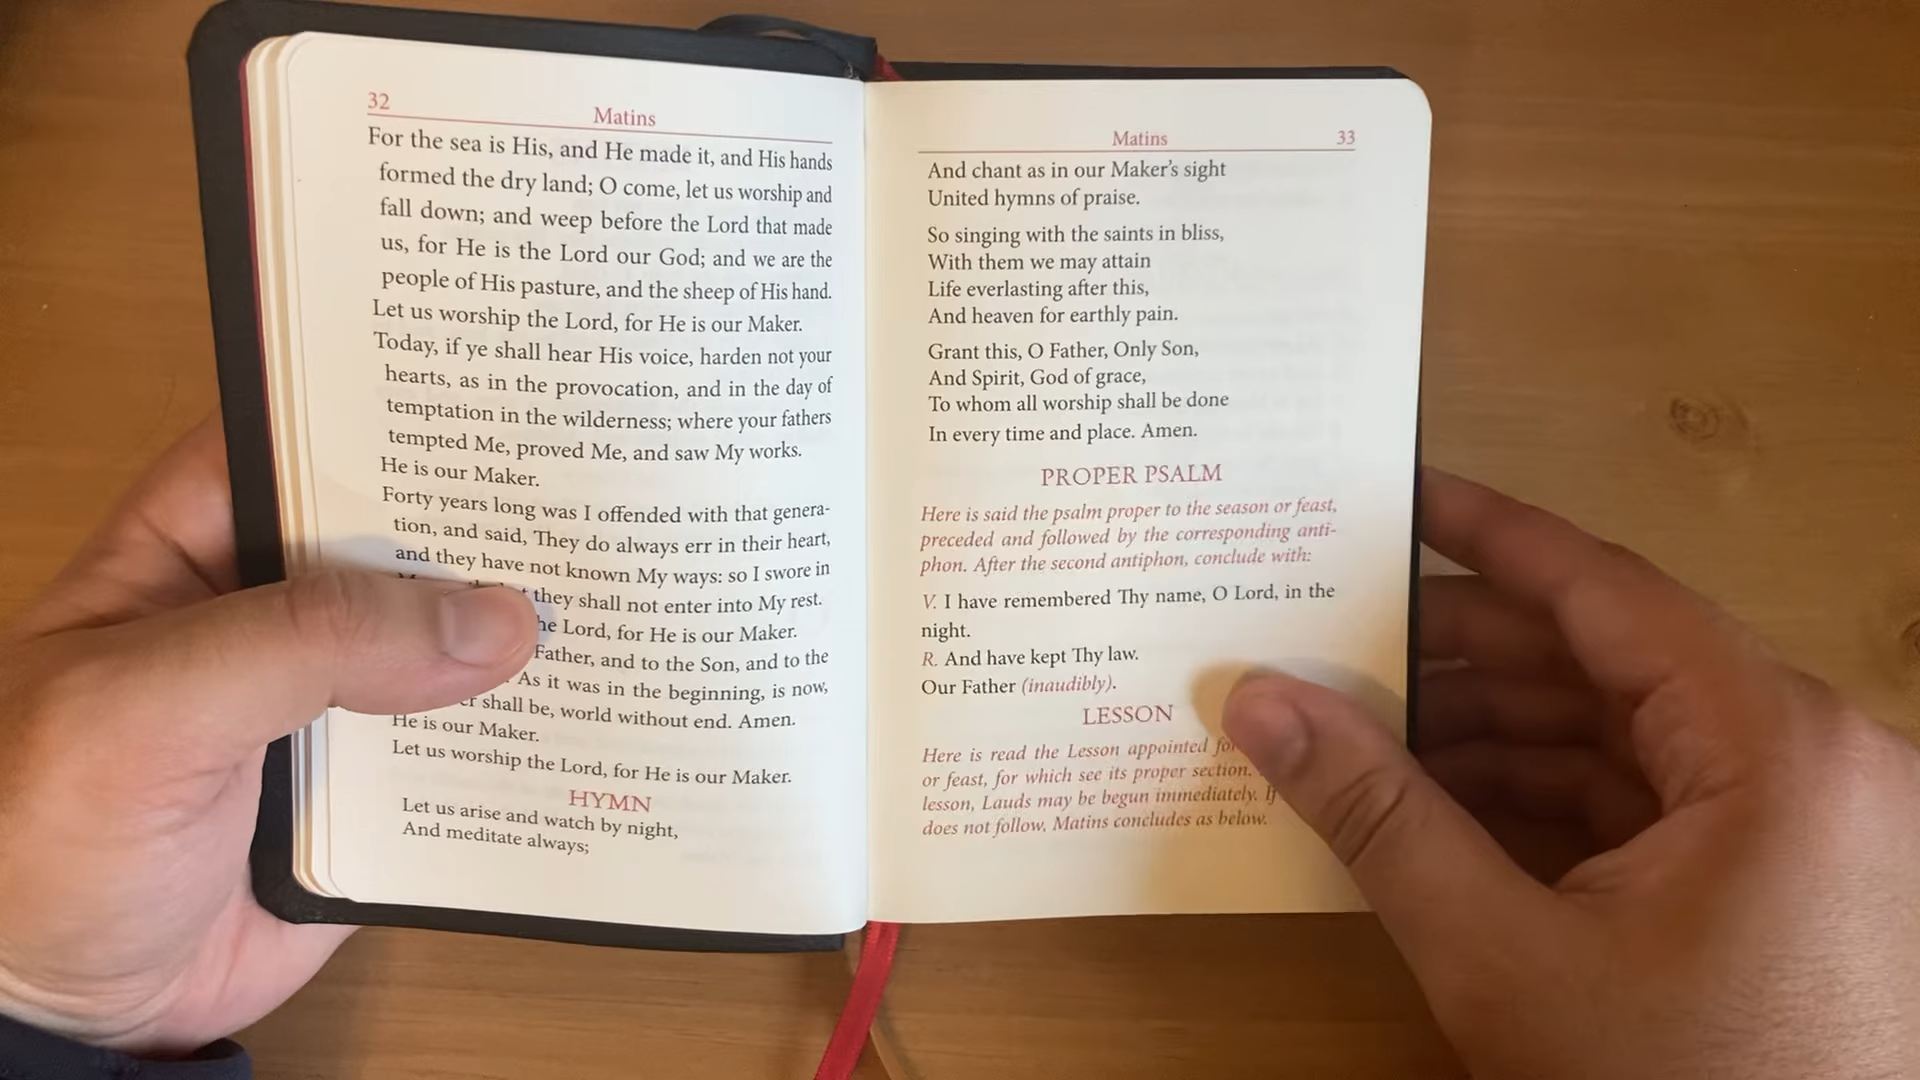 32
Matins
For the sea is His, and He made it, and His hands
formed the dry land; O come, let us worship and
fall down; and weep before the Lord that made
us, for He is the Lord our God; and we are the
people of His pasture, and the sheep of His hand.
Let us worship the Lord, for He is our Maker.
Today, if ye shall hear His voice, harden not your
hearts, as in the provocation, and in the day of
temptation in the wilderness; where your fathers
tempted Me, proved Me, and saw My works.
He is our Maker.
Forty years long was I offended with that genera-
tion, and said, They do always err in their heart,
and they have not known My ways: so I swore in
they shall not enter into My rest.
Lord, for He is our Maker.
Father, and to the Son, and to the
As it was in the beginning, is now,
shall be, world without end. Amen.
He is our Maker.
Let us worship the Lord, for He is our Maker.
HYMN
Let us arise and watch by night,
And meditate always;
Matins
33
And chant as in our Maker's sight
United hymns of praise.
So singing with the saints in bliss,
With them we may attain
Life everlasting after this,
And heaven for earthly pain.
Grant this, O Father, Only Son,
And Spirit, God of grace,
To whom all worship shall be done
In every time and place. Amen.
PROPER PSALM
Here is said the psalm proper to the season or feast,
preceded and followed by the corresponding anti-
phon. After the second antiphon, conclude with:
V. I have remembered Thy name, O Lord, in the
night.
R. And have kept Thy law.
Our Father (inaudibly).
LESSON
Here is read the Lesson appointed
or feast, for which see its proper section.
lesson, Lauds may be begun immediately. If
does not follow, Matins concludes as below.